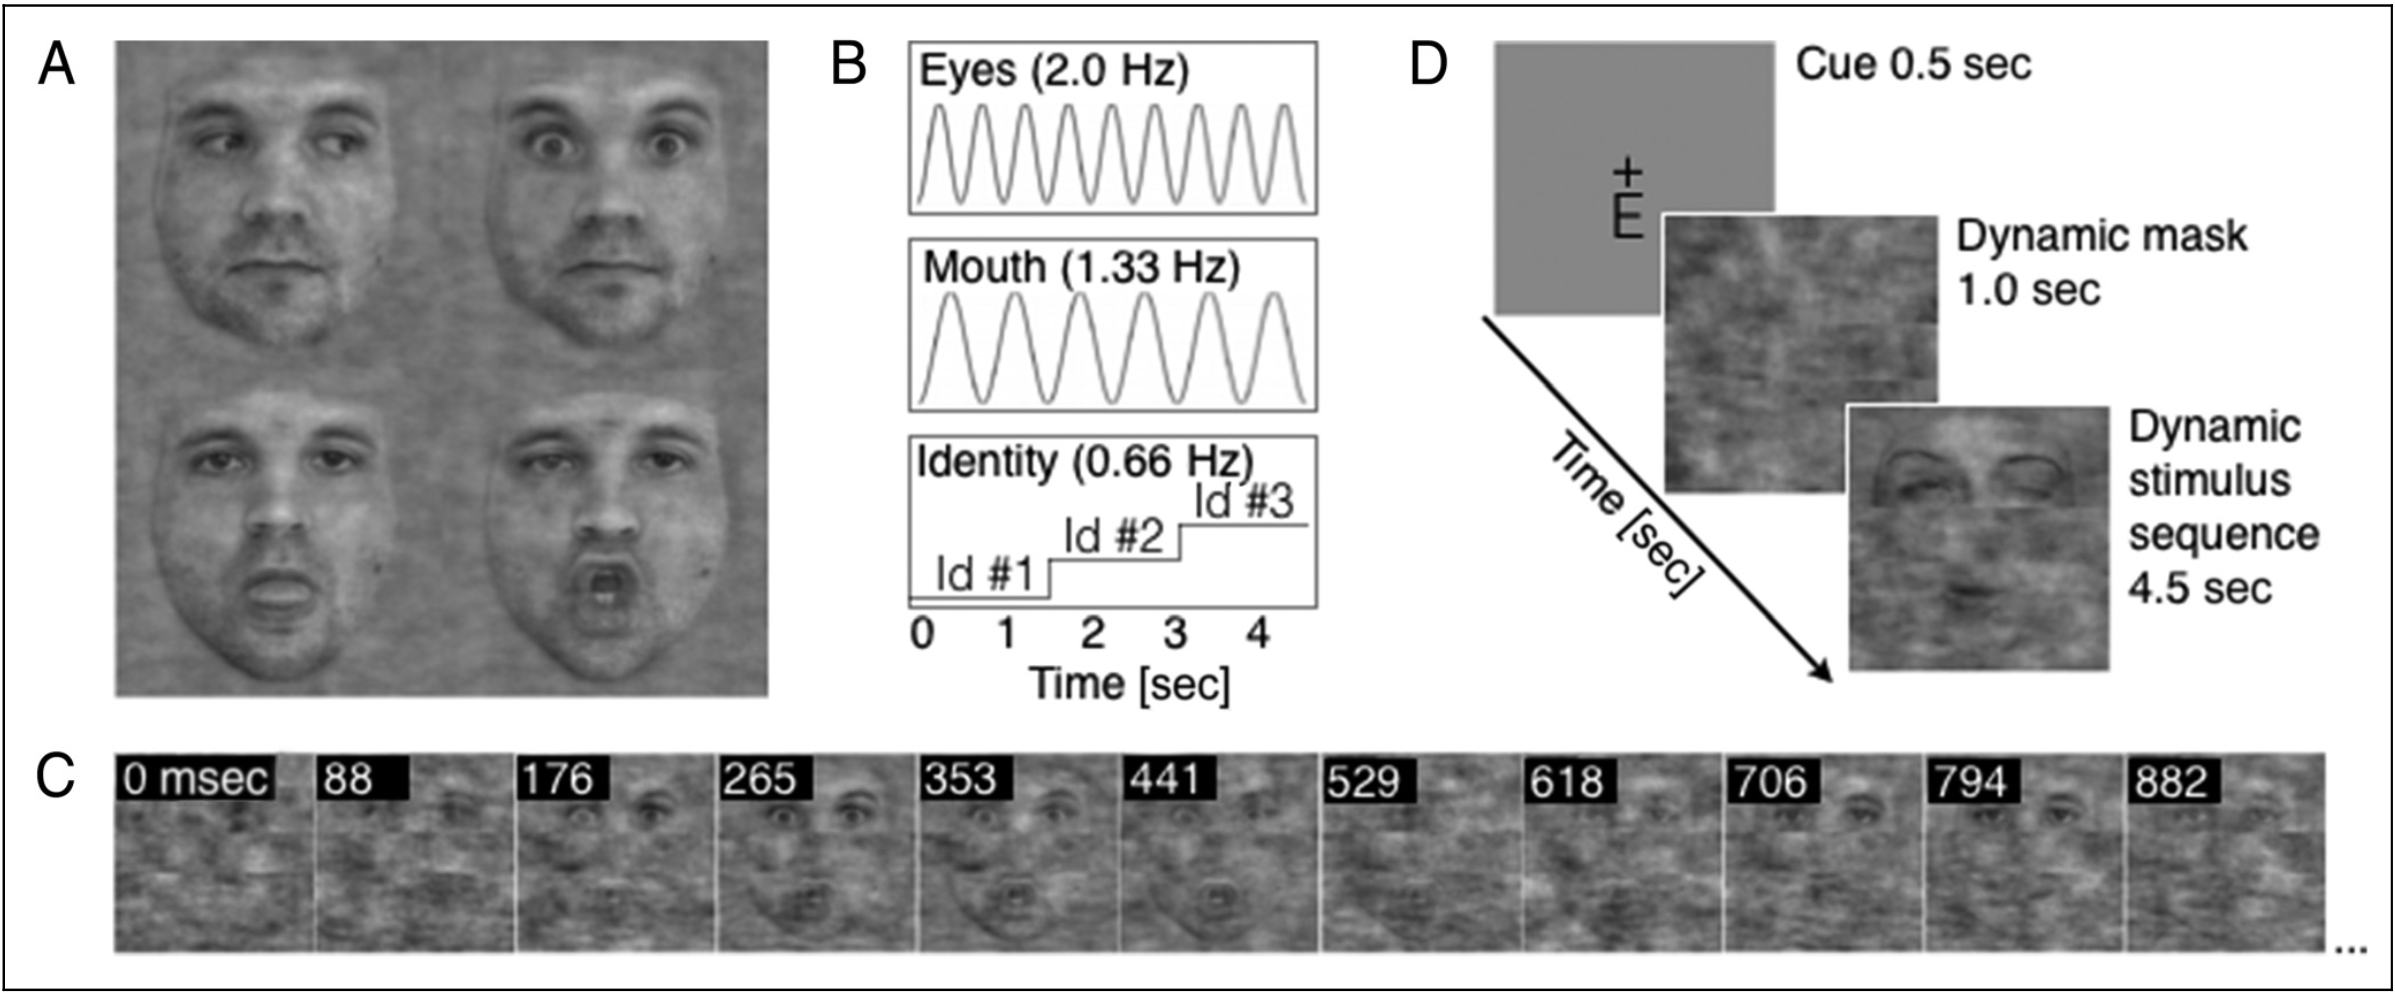 A
B
Eyes (2.0 Hz)
Mouth (1.33 Hz)
Identity (0.66 Hz)
Id #1
Id #2
Id #3
0 1 2 3 4
Time [sec]
D
Cue 0.5 sec
+
E
Dynamic mask
1.0 sec
Dynamic
stimulus
sequence
4.5 sec
Time [sec]
C
0 msec 88 176 265 353 441 529 618 706 794 882
...